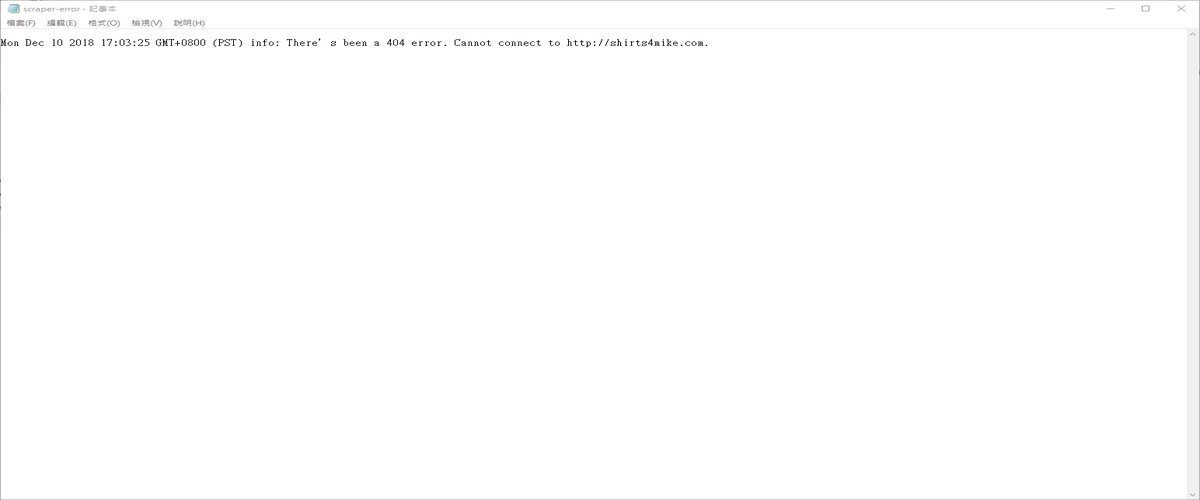 scraper-error - 記事本
檔案(F) 編輯(E) 格式(O) 檢視(V) 說明(H)
Mon Dec 10 2018 17:03:25 GMT+0800 (PST) info: There’s been a 404 error. Cannot connect to http://shirts4mike.com.